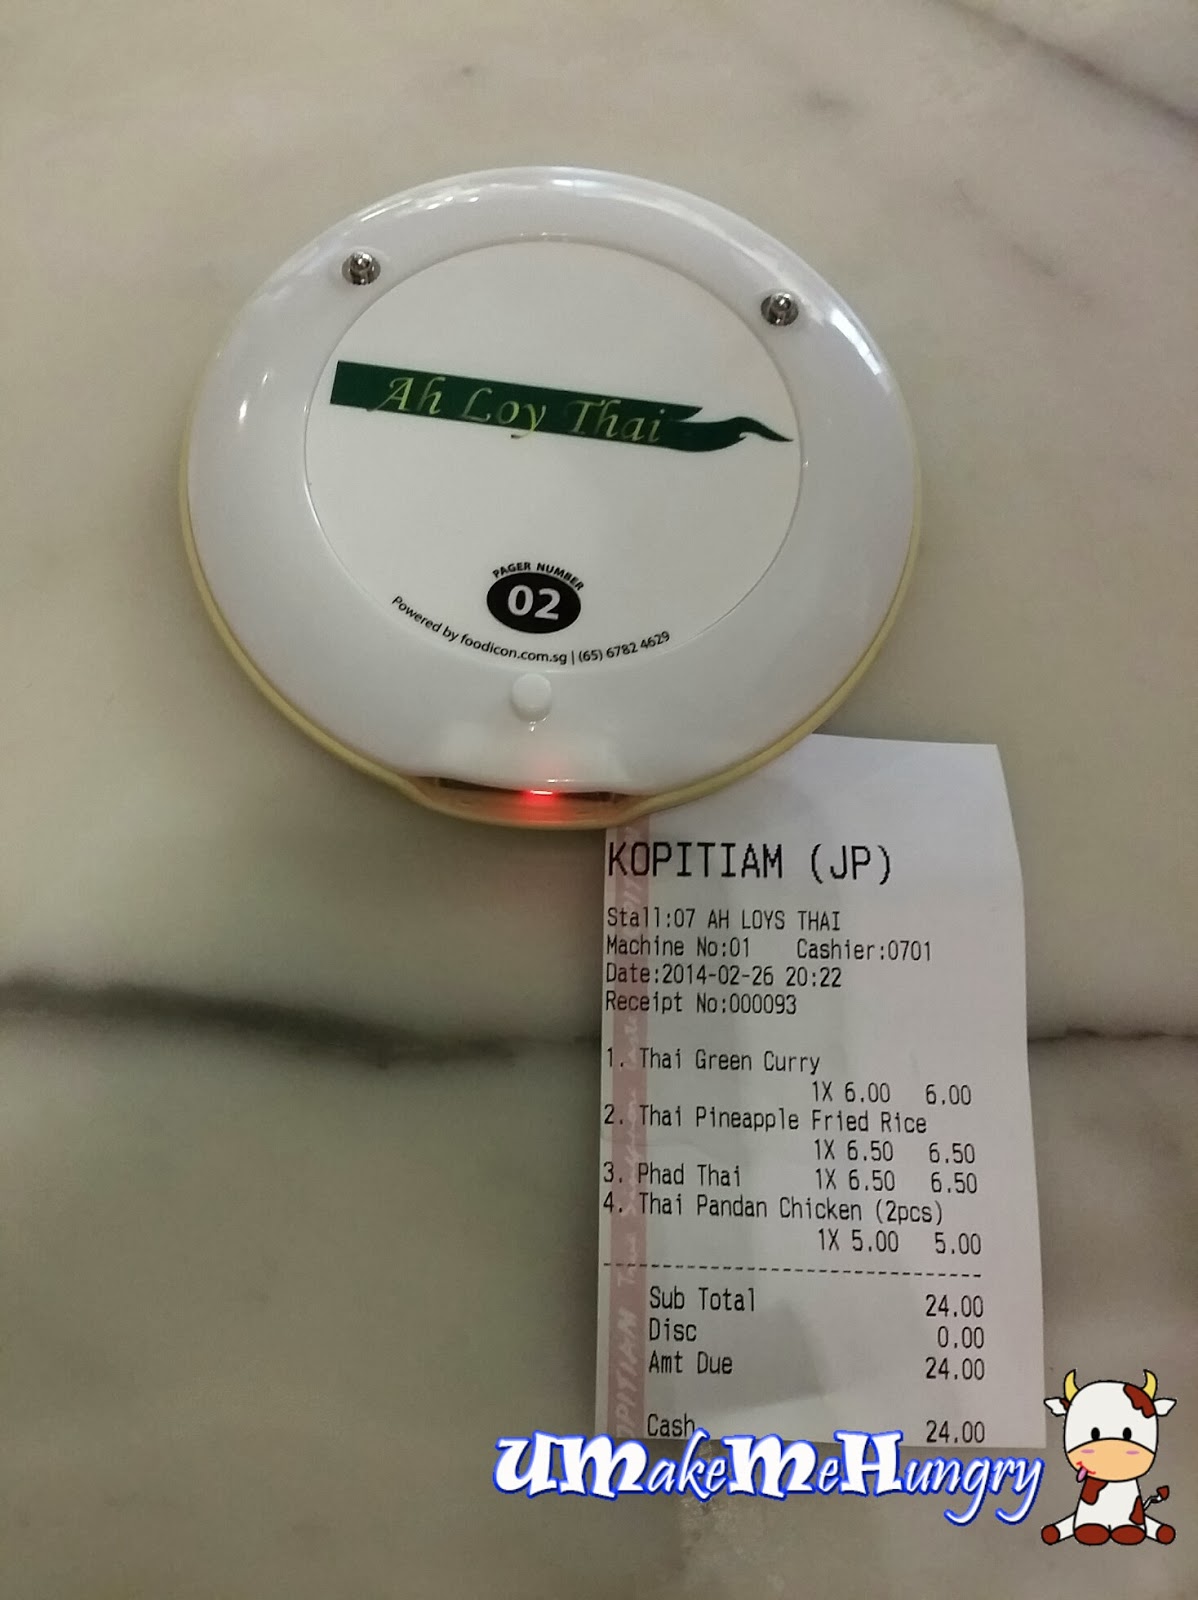 Ah Loy Thai
PAGER NUMBER
02
Powered by foodicon.com.sg | (65) 6782 4629
KOPITIAM (JP)
Stall:07 AH LOYS THAI
Machine No:01 Cashier:0701
Date:2014-02-26 20:22
Receipt No:000093
1. Thai Green Curry
1X 6.00 6.00
2. Thai Pineapple Fried Rice
1X 6.50 6.50
3. Phad Thai 1X 6.50 6.50
4. Thai Pandan Chicken (2pcs)
1X 5.00 5.00
Sub Total 24.00
Disc 0.00
Amt Due 24.00
Cash 24.00
UMakeMeHungry